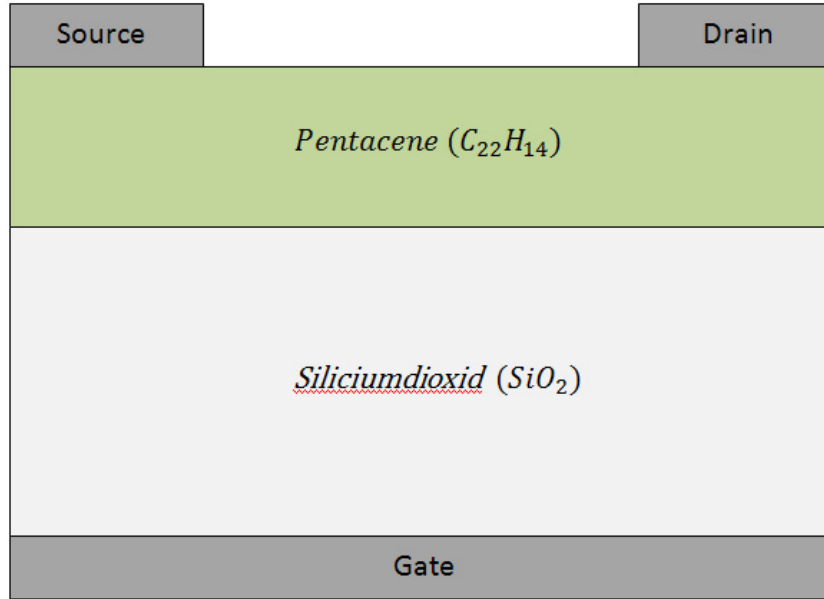 Source
Drain
Pentacene (C₂₂H₁₄)
Siliciumdioxid (SiO₂)
Gate